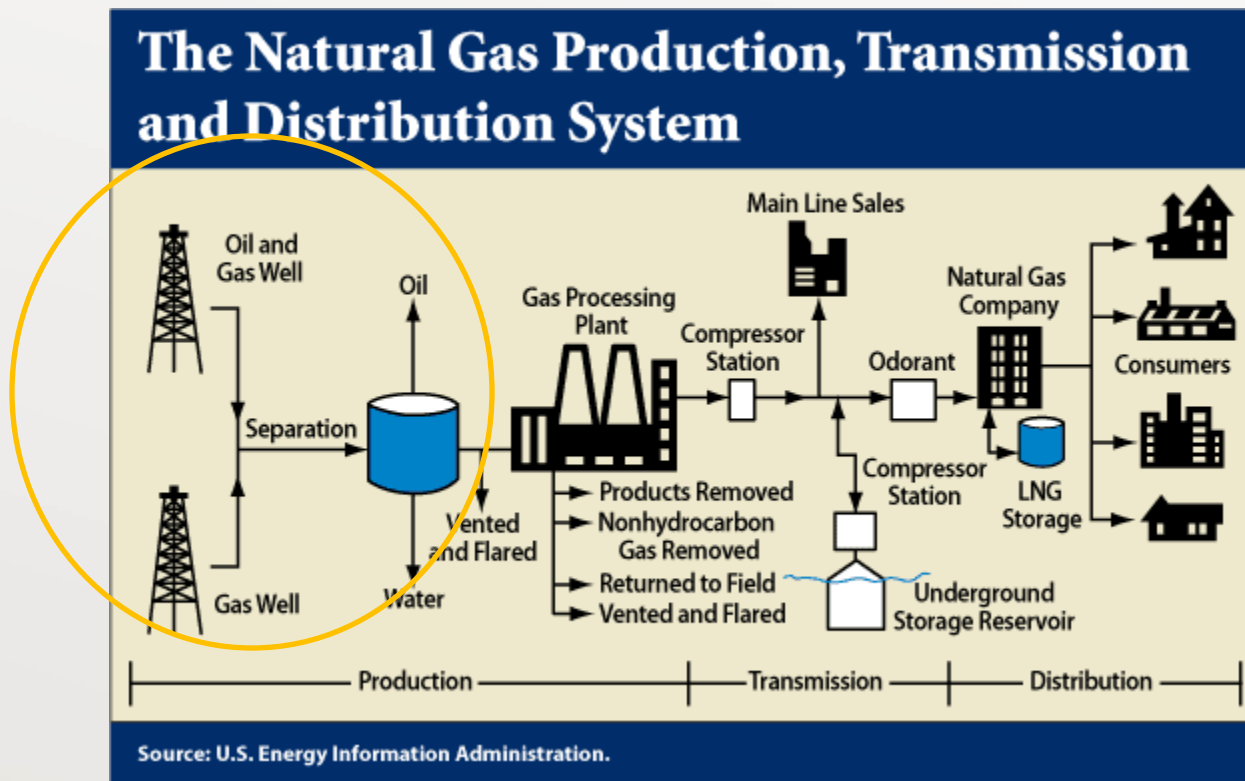 The Natural Gas Production, Transmission
and Distribution System
Oil and
Gas Well
Oil
Separation
Gas Well
Water
Vented
and Flared
Gas Processing
Plant
Products Removed
Nonhydrocarbon
Gas Removed
Returned to Field
Vented and Flared
Compressor
Station
Main Line Sales
Odorant
Compressor
Station
Underground
Storage Reservoir
Natural Gas
Company
LNG
Storage
Consumers
Production
Transmission
Distribution
Source: U.S. Energy Information Administration.